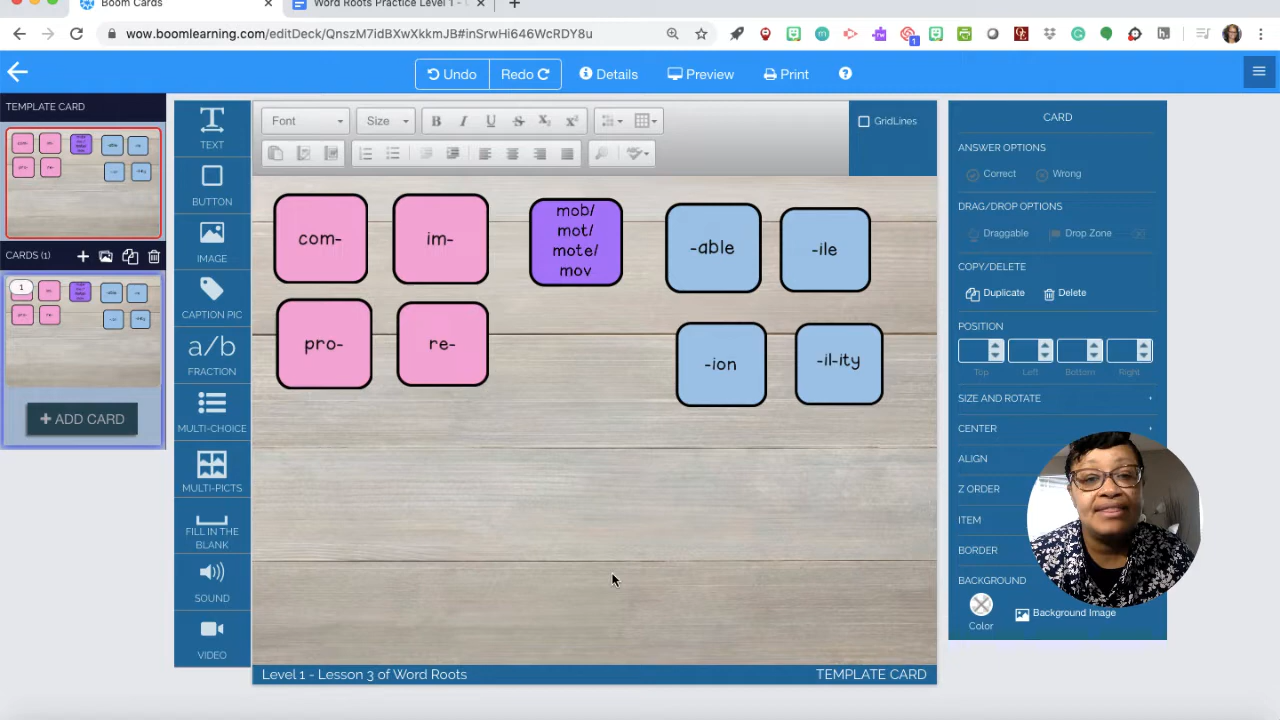 Boom Cards
Word Roots Practice Level 1 -
wow.boomlearning.com/editDeck/QnszM7idBXwXkkmJB#inSrwHi646WcRDY8u
Undo
Redo
Details
Preview
Print
TEMPLATE CARD
CARDS (1)
1
+ ADD CARD
TEXT
BUTTON
IMAGE
CAPTION PIC
a/b
FRACTION
MULTI-CHOICE
MULTI-PICTS
FILL IN THE
BLANK
SOUND
VIDEO
Font
Size
B I U S X₂ X²
GridLines
com-
im-
mob/
mot/
mote/
mov
-able
-ile
pro-
re-
-ion
-il-ity
Level 1 - Lesson 3 of Word Roots
TEMPLATE CARD
CARD
ANSWER OPTIONS
Correct
Wrong
DRAG/DROP OPTIONS
Draggable
Drop Zone
COPY/DELETE
Duplicate
Delete
POSITION
Top
Left
Bottom
Right
SIZE AND ROTATE
CENTER
ALIGN
Z ORDER
ITEM
BORDER
BACKGROUND
Color
Background Image